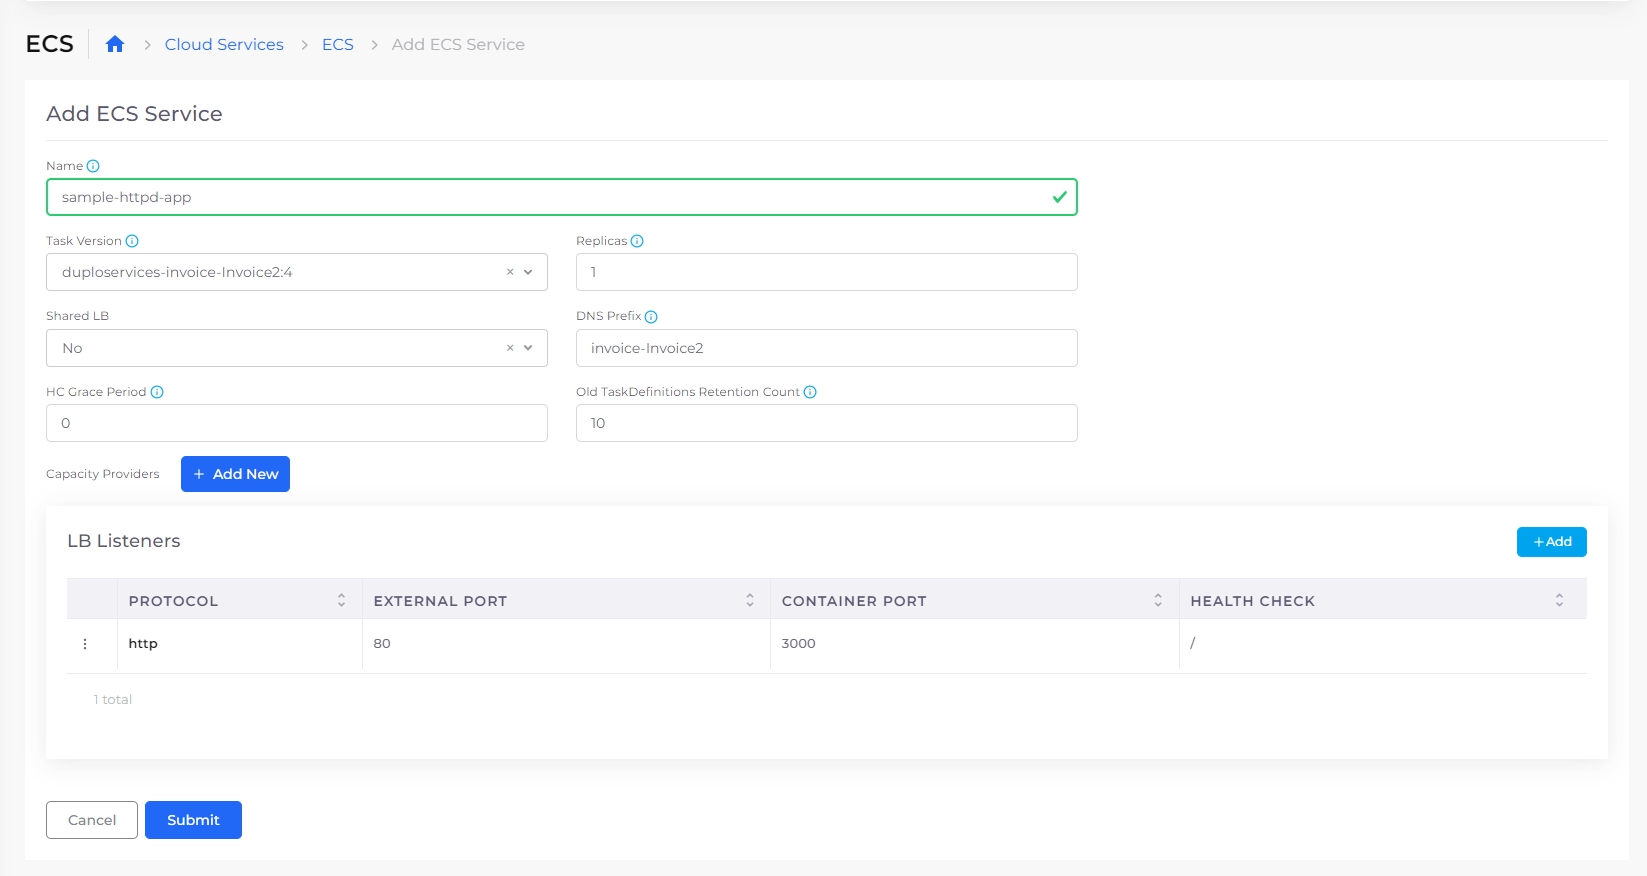 ECS > Cloud Services > ECS > Add ECS Service
Add ECS Service
Name
sample-httpd-app
Task Version Replicas
duploservices-invoice-Invoice2:4 × 1
Shared LB DNS Prefix
No × invoice-Invoice2
HC Grace Period Old TaskDefinitions Retention Count
0 10
Capacity Providers + Add New
LB Listeners +Add
PROTOCOL EXTERNAL PORT CONTAINER PORT HEALTH CHECK
http 80 3000 /
1 total
Cancel Submit